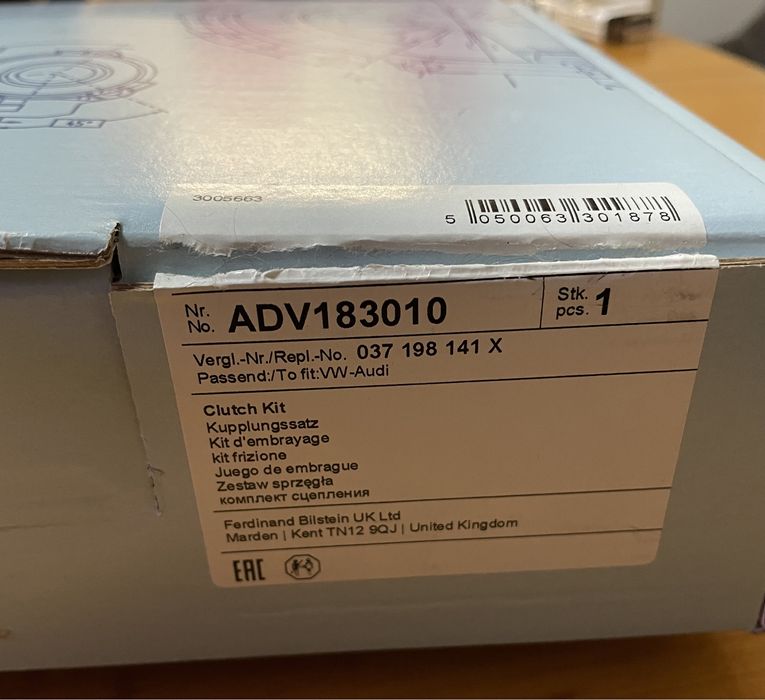 45°
3005663
5 050063 301878
Nr.
No. ADV183010
Stk.
pcs. 1
Vergl.-Nr./Repl.-No. 037 198 141 X
Passend:/To fit:VW-Audi
Clutch Kit
Kupplungssatz
Kit d'embrayage
kit frizione
Juego de embrague
Zestaw sprzęgła
комплект сцепления
Ferdinand Bilstein UK Ltd
Marden | Kent TN12 9QJ | United Kingdom
EAC